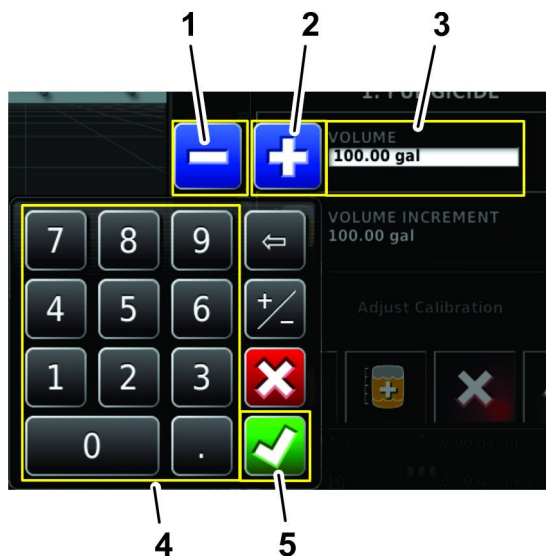 1 2 3
1. FUNGICIDE
VOLUME
100.00 gal
VOLUME INCREMENT
100.00 gal
7 8 9
4 5 6 +/−
Adjust Calibration
1 2 3
0 .
4 5